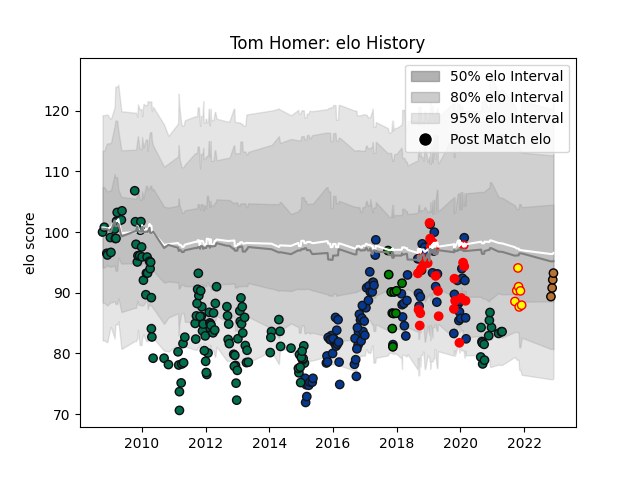 Tom Homer: elo History
50% elo Interval
80% elo Interval
95% elo Interval
Post Match elo
elo score
120
110
100
90
80
70
2010 2012 2014 2016 2018 2020 2022